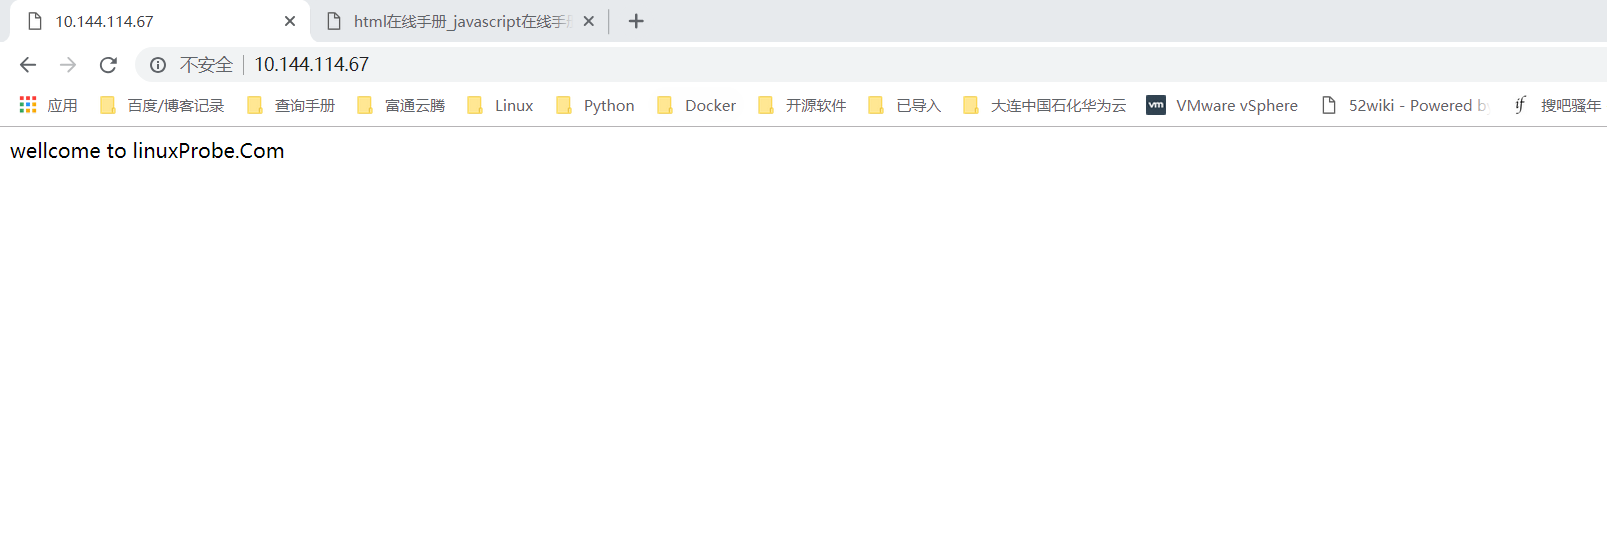 10.144.114.67 html在线手册_javascript在线手
不安全 10.144.114.67
应用 百度/博客记录 查询手册 富通云腾 Linux Python Docker 开源软件 已导入 大连中国石化华为云 vm VMware vSphere 52wiki - Powered by if 搜吧骚年
wellcome to linuxProbe.Com